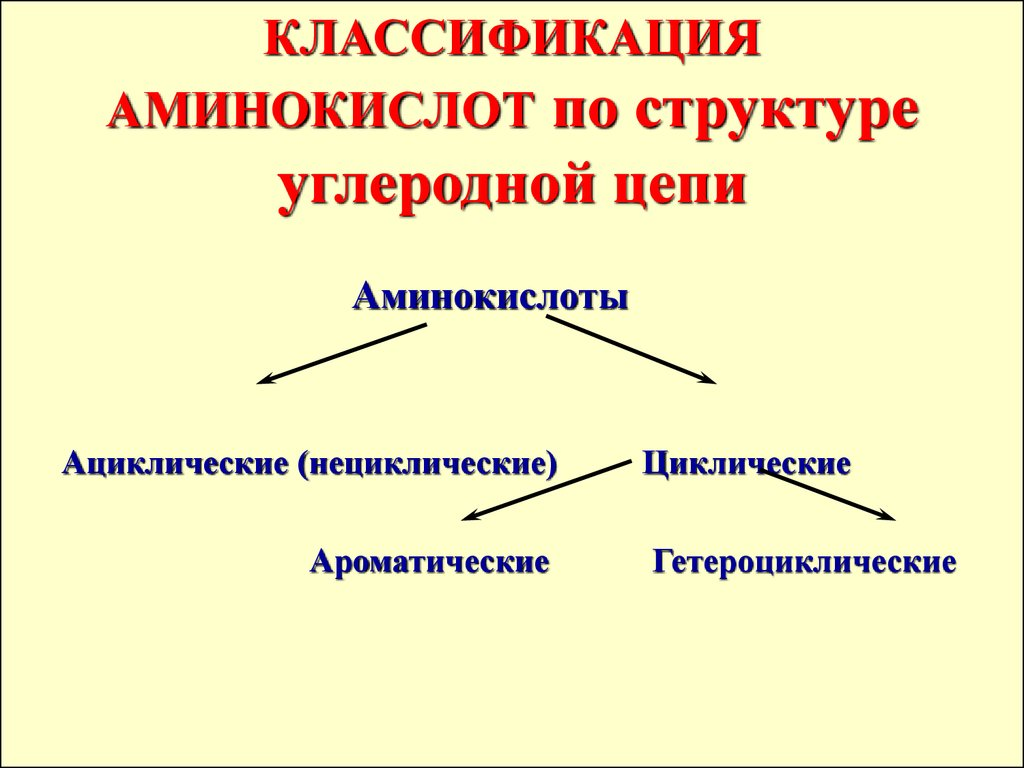 КЛАССИФИКАЦИЯ
АМИНОКИСЛОТ по структуре
углеродной цепи
Аминокислоты
Ациклические (нециклические) Циклические
Ароматические Гетероциклические